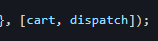 }, [cart, dispatch]);